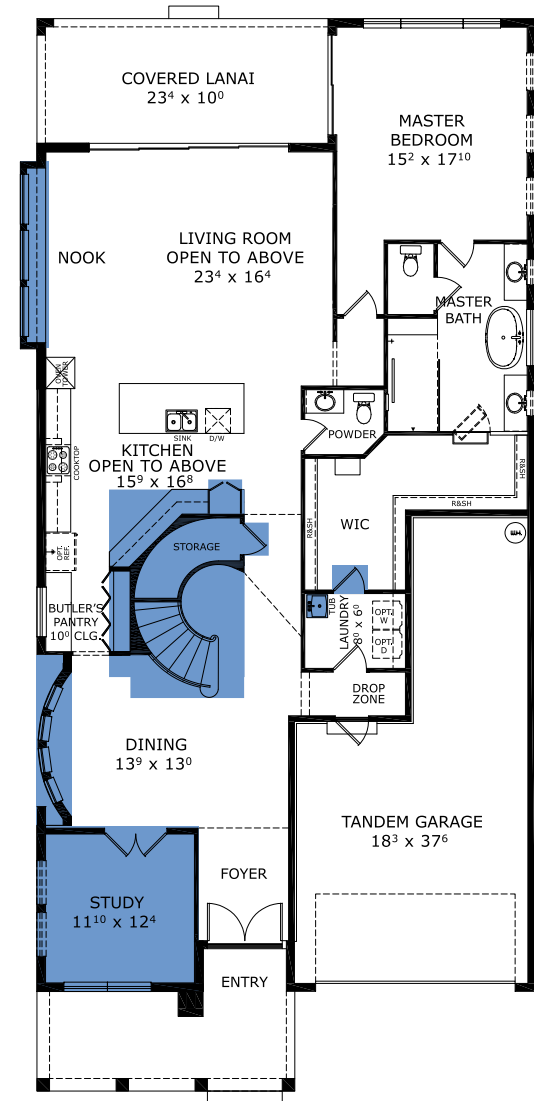 COVERED LANAI
23⁴ x 10⁰
MASTER
BEDROOM
15² x 17¹⁰
LIVING ROOM
OPEN TO ABOVE
23⁴ x 16⁴
NOOK
MASTER
BATH
OVEN
TOWER
SINK
D/W
POWDER
KITCHEN
OPEN TO ABOVE
15⁹ x 16⁸
COOKTOP
R&SH
R&SH
R&SH
WIC
STORAGE
OPT.
REF.
WH
BUTLER'S
PANTRY
10⁰ CLG.
TUB
LAUNDRY
8⁰ x 6⁰
OPT.
W
OPT.
D
DROP
ZONE
DINING
13⁹ x 13⁰
TANDEM GARAGE
18³ x 37⁶
FOYER
STUDY
11¹⁰ x 12⁴
ENTRY